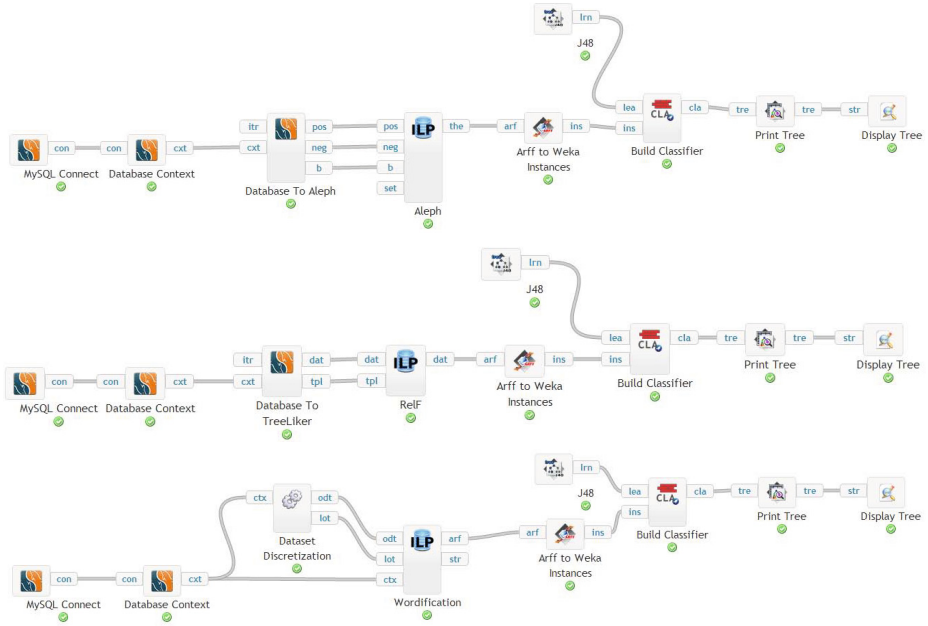 lrn
J48
lea
cla
tre
tre
str
CLA
itr
pos
pos
the
arf
ins
ins
ILP
Print Tree
Display Tree
con
con
cxt
cxt
neg
neg
Arff to Weka
Instances
Build Classifier
MySQL Connect
Database Context
b
b
Database To Aleph
set
Aleph
lrn
J48
lea
cla
tre
tre
str
CLA
itr
dat
dat
dat
arf
ins
ins
ILP
Print Tree
Display Tree
con
con
cxt
cxt
tpl
tpl
Arff to Weka
Instances
Build Classifier
MySQL Connect
Database Context
Database To
TreeLiker
RelF
lrn
J48
lea
cla
tre
tre
str
CLA
ctx
odt
lot
ins
Print Tree
Display Tree
Dataset
Discretization
odt
arf
arf
ins
Build Classifier
ILP
lot
str
Arff to Weka
Instances
con
con
cxt
ctx
MySQL Connect
Database Context
Wordification